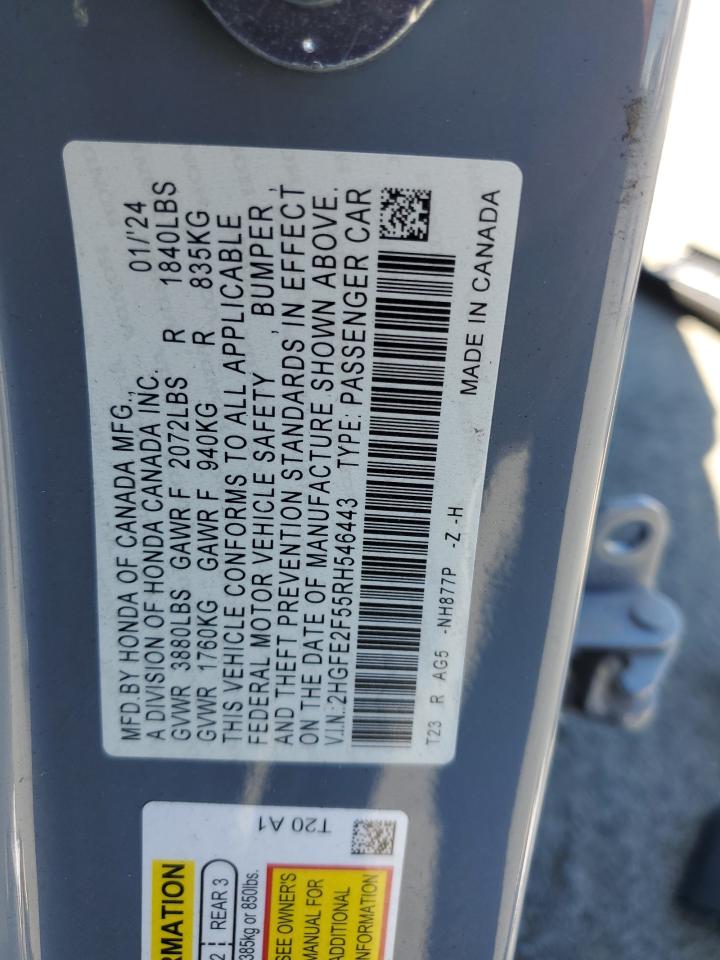 MFD.BY HONDA OF CANADA MFG., 01/'24
A DIVISION OF HONDA CANADA INC.
GVWR 3880LBS GAWR F 2072LBS R 1840LBS
GVWR 1760KG GAWR F 940KG R 835KG
THIS VEHICLE CONFORMS TO ALL APPLICABLE
FEDERAL MOTOR VEHICLE SAFETY , BUMPER ,
AND THEFT PREVENTION STANDARDS IN EFFECT
ON THE DATE OF MANUFACTURE SHOWN ABOVE.
V.I.N.:2HGFE2F55RH546443 TYPE: PASSENGER CAR
T23 R AG5 -NH877P -Z -H MADE IN CANADA
T20 A1
RMATION
2 REAR 3
385kg or 850lbs.
SEE OWNER'S
MANUAL FOR
ADDITIONAL
INFORMATION